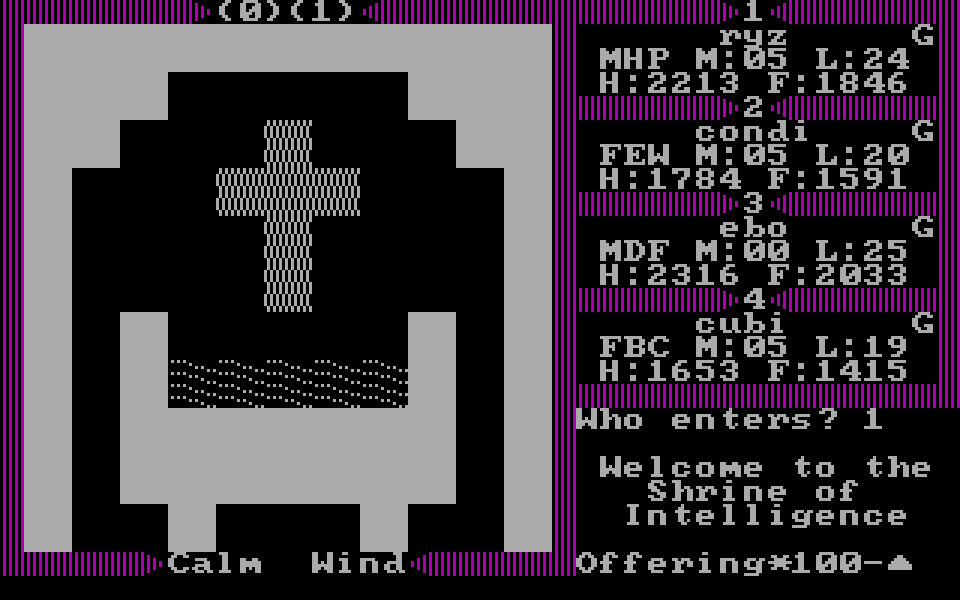 (0)(1)
1
ryz G
MHP M:05 L:24
H:2213 F:1846
2
condi G
FEW M:05 L:20
H:1784 F:1591
3
ebo G
MDF M:00 L:25
H:2316 F:2033
4
cubi G
FBC M:05 L:19
H:1653 F:1415
Who enters? 1
Welcome to the
Shrine of
Intelligence
Offering*100-
Calm Wind